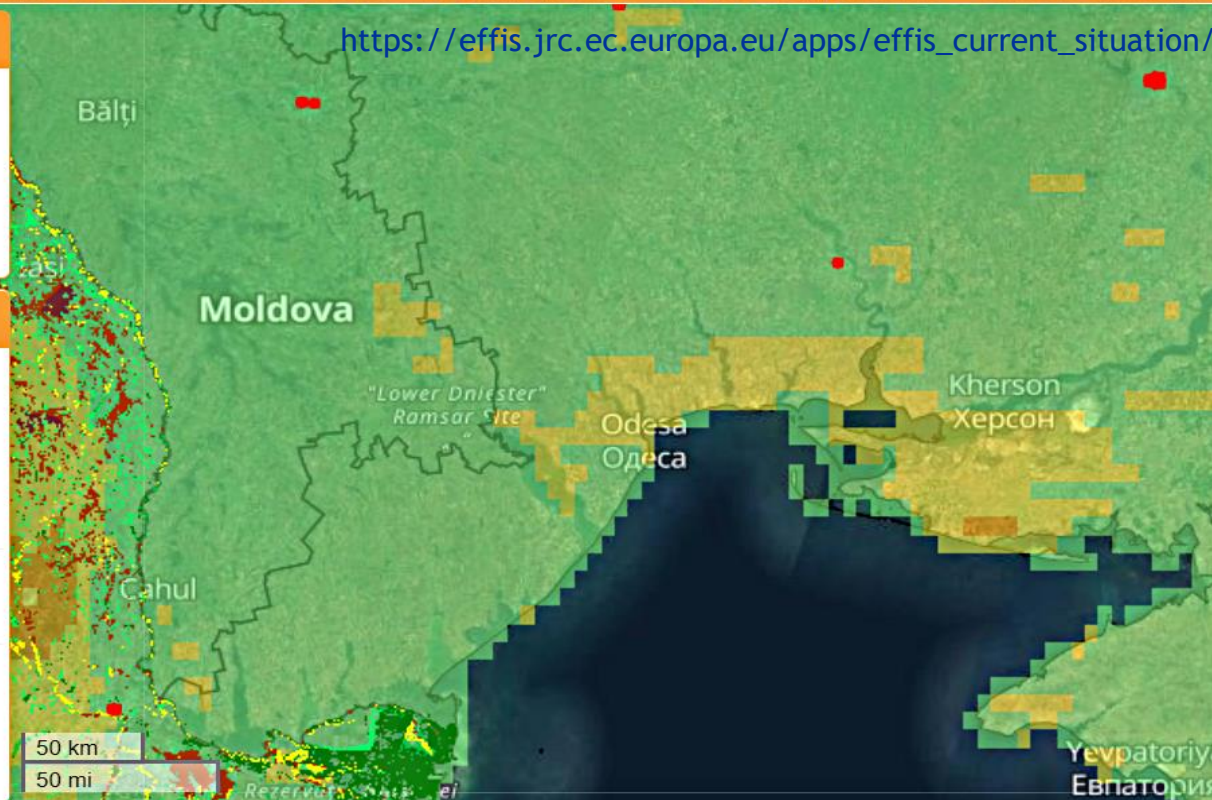 https://effis.jrc.ec.europa.eu/apps/effis_current_situation/
Bălți
Moldova
"Lower Dniester"
Ramsar Site
Odesa
Одеса
Kherson
Херсон
Cahul
50 km
50 mi
Yevpatoriy
Евпатория